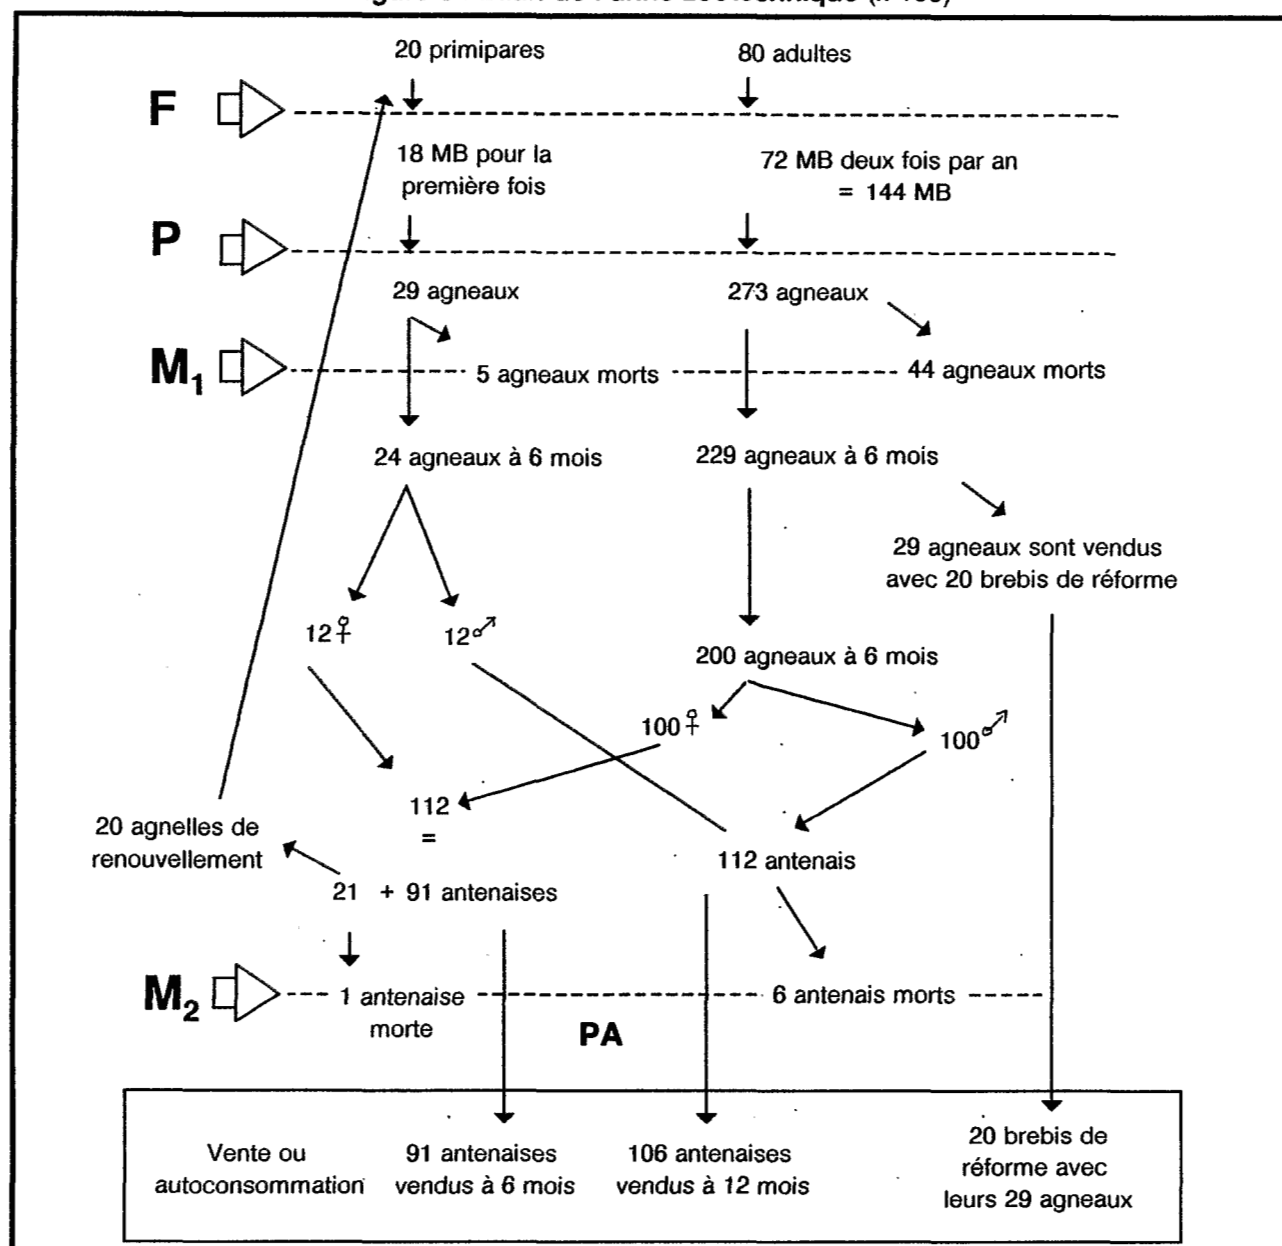 20 primipares
80 adultes
F
18 MB pour la
première fois
72 MB deux fois par an
= 144 MB
P
29 agneaux
273 agneaux
M1
5 agneaux morts
44 agneaux morts
24 agneaux à 6 mois
229 agneaux à 6 mois
29 agneaux sont vendus
avec 20 brebis de réforme
12♀
12♂
200 agneaux à 6 mois
100♀
100♂
112
=
20 agnelles de
renouvellement
112 antenais
21 + 91 antenaises
M2
1 antenaise
morte
6 antenais morts
PA
Vente ou
autoconsommation
91 antenaises
vendus à 6 mois
106 antenaises
vendus à 12 mois
20 brebis de
réforme avec
leurs 29 agneaux